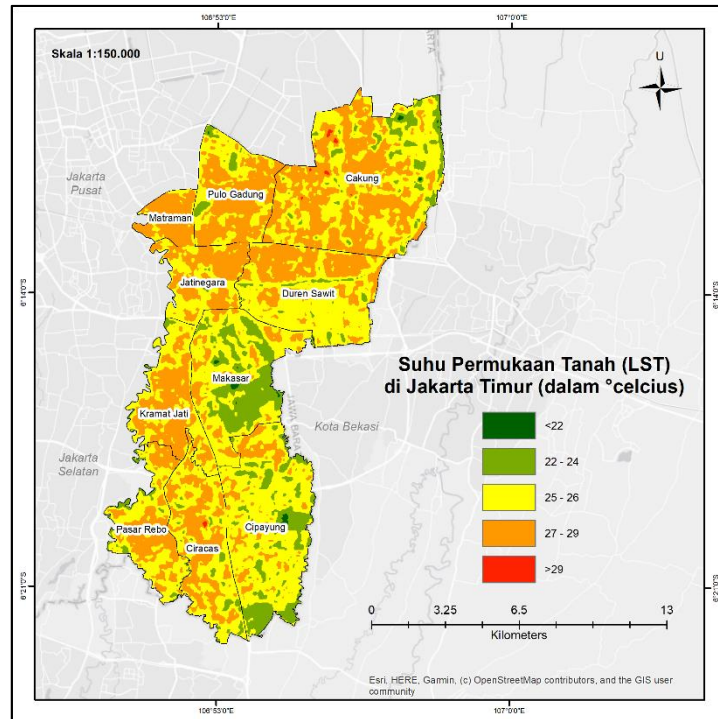 106°53'0"E
107°0'0"E
Skala 1:150.000
U
Jakarta
Pusat
Cakung
Pulo Gadung
Matraman
6°14'0"S
6°14'0"S
Jatinegara
Duren Sawit
Makasar
Suhu Permukaan Tanah (LST)
di Jakarta Timur (dalam °celcius)
Kramat Jati
JAWA BARAT
Kota Bekasi
Jakarta
Selatan
<22
22 - 24
25 - 26
27 - 29
>29
Pasar Rebo
Ciracas
Cipayung
6°21'0"S
6°21'0"S
0 3.25 6.5 13
Kilometers
Esri, HERE, Garmin, (c) OpenStreetMap contributors, and the GIS user
community
106°53'0"E
107°0'0"E